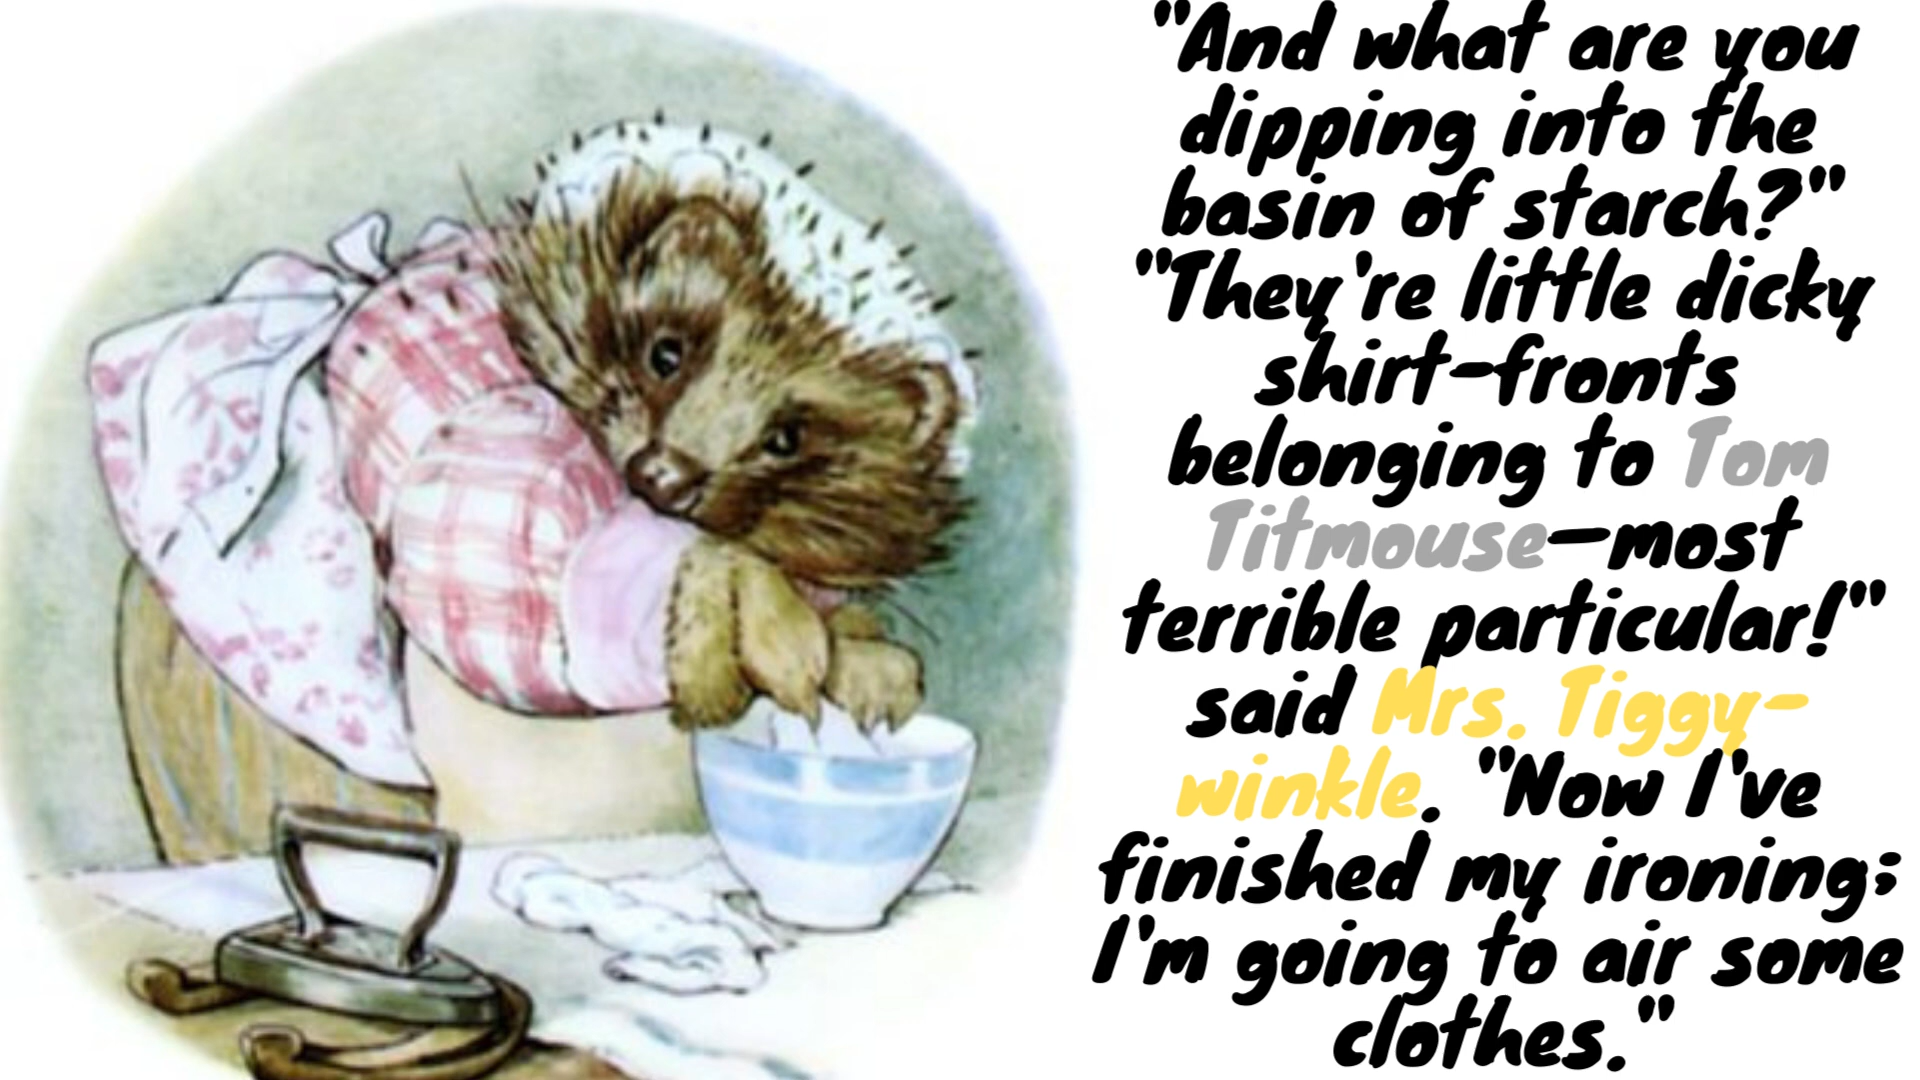 "And what are you
dipping into the
basin of starch?"
"They're little dicky
shirt-fronts
belonging to Tom
Titmouse—most
terrible particular!"
said Mrs. Tiggy-
winkle. "Now I've
finished my ironing;
I'm going to air some
clothes."